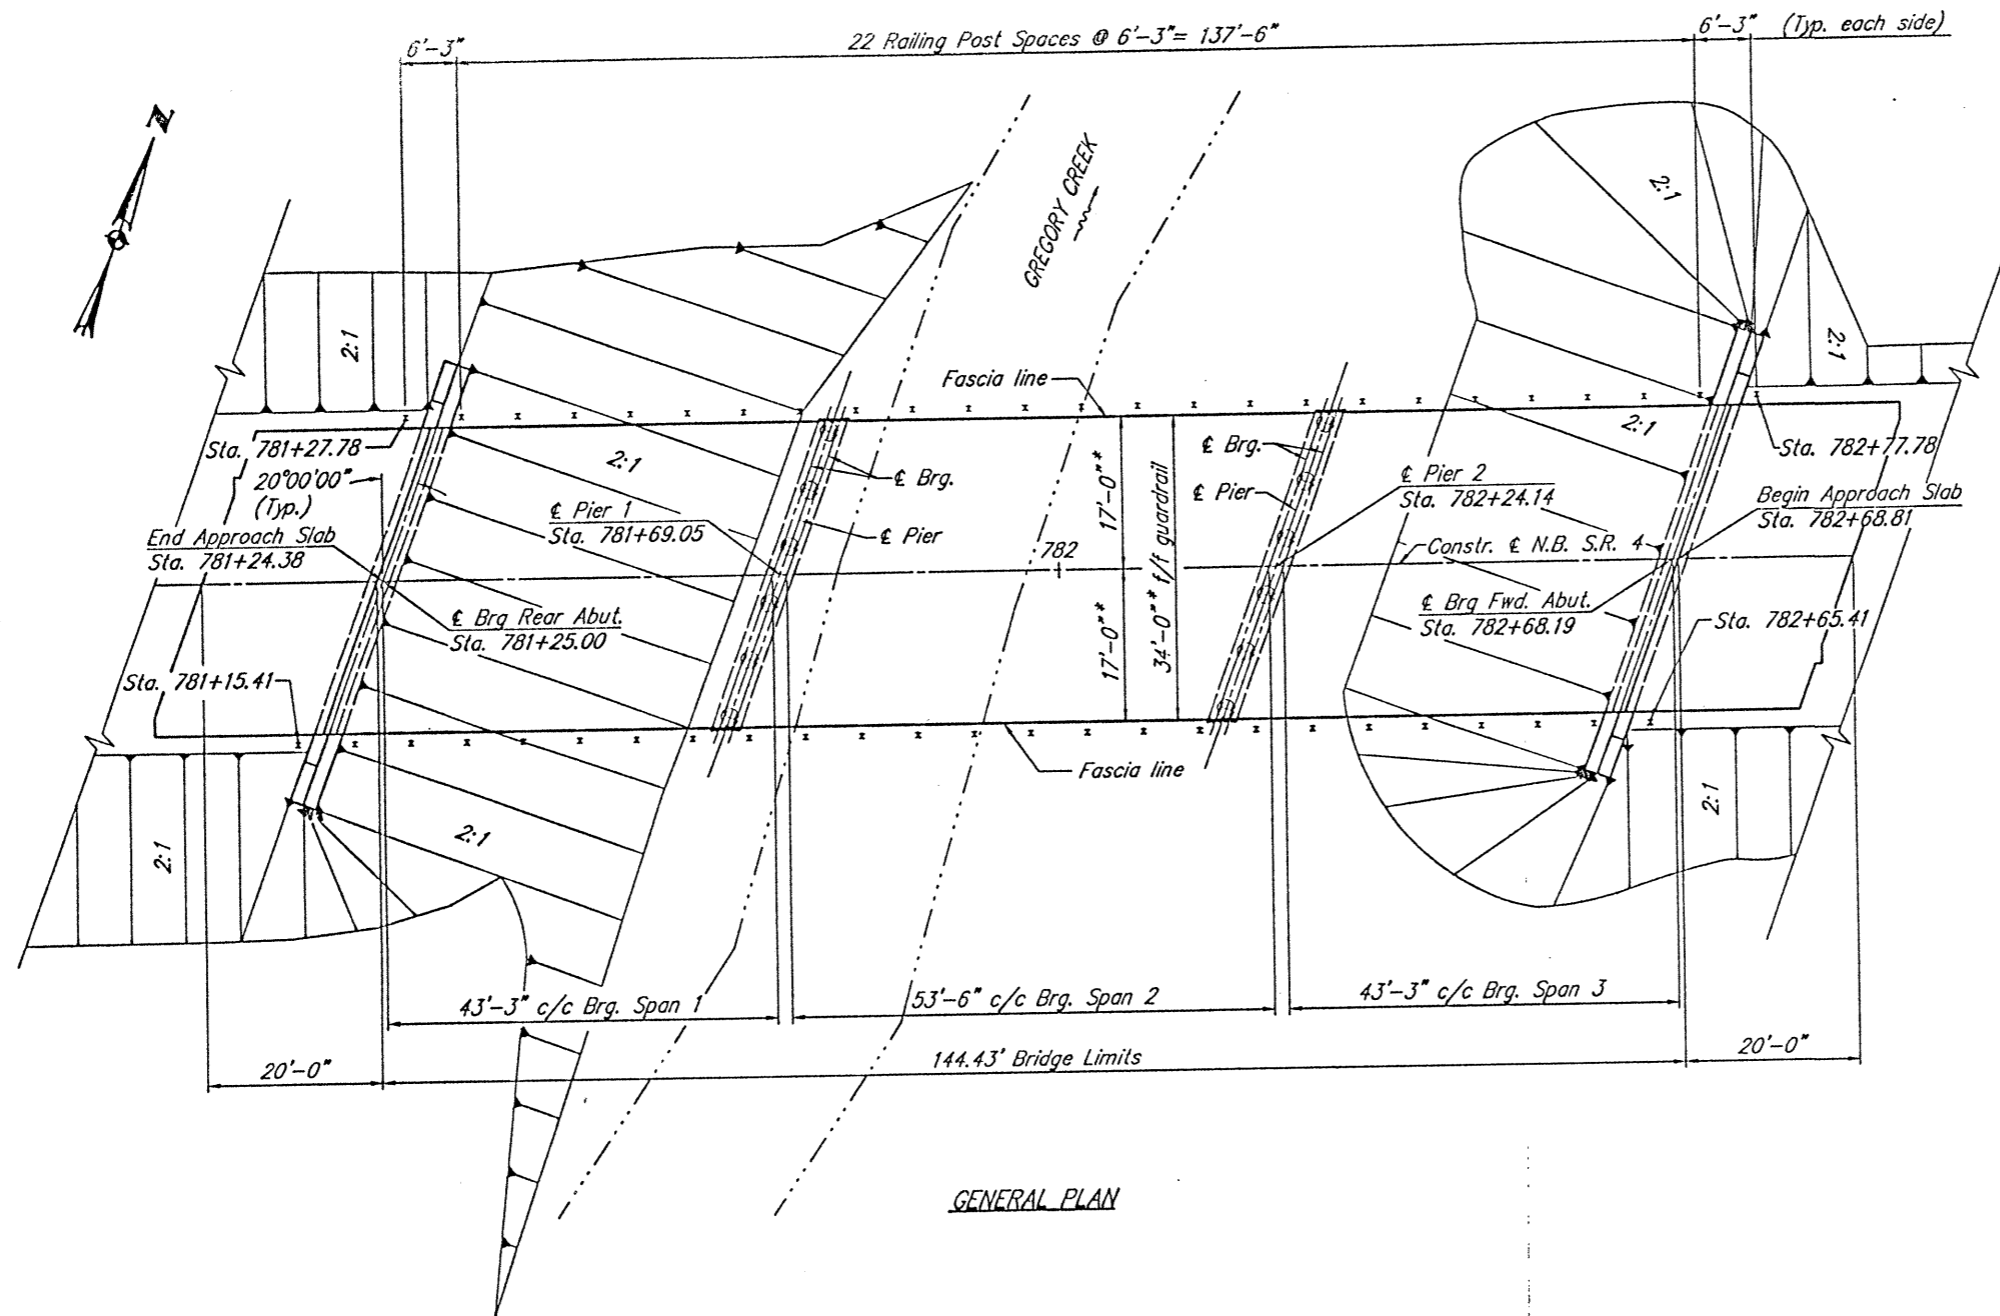 6'-3"
22 Railing Post Spaces @ 6'-3"= 137'-6"
6'-3" (Typ. each side)
N
GREGORY CREEK
2:1
2:1
2:1
Fascia line
Sta. 781+27.78
20°00'00"
(Typ.)
End Approach Slab
Sta. 781+24.38
2:1
℄ Pier 1
Sta. 781+69.05
℄ Brg.
℄ Pier
17'-0"*
17'-0"*
34'-0"* f/f guardrail
782
℄ Brg.
℄ Pier
℄ Pier 2
Sta. 782+24.14
2:1
Sta. 782+77.78
Begin Approach Slab
Sta. 782+68.81
Constr. ℄ N.B. S.R. 4
℄ Brg Rear Abut.
Sta. 781+25.00
℄ Brg Fwd. Abut.
Sta. 782+68.19
Sta. 782+65.41
Sta. 781+15.41
Fascia line
2:1
2:1
2:1
43'-3" c/c Brg. Span 1
53'-6" c/c Brg. Span 2
43'-3" c/c Brg. Span 3
20'-0"
144.43' Bridge Limits
20'-0"
GENERAL PLAN